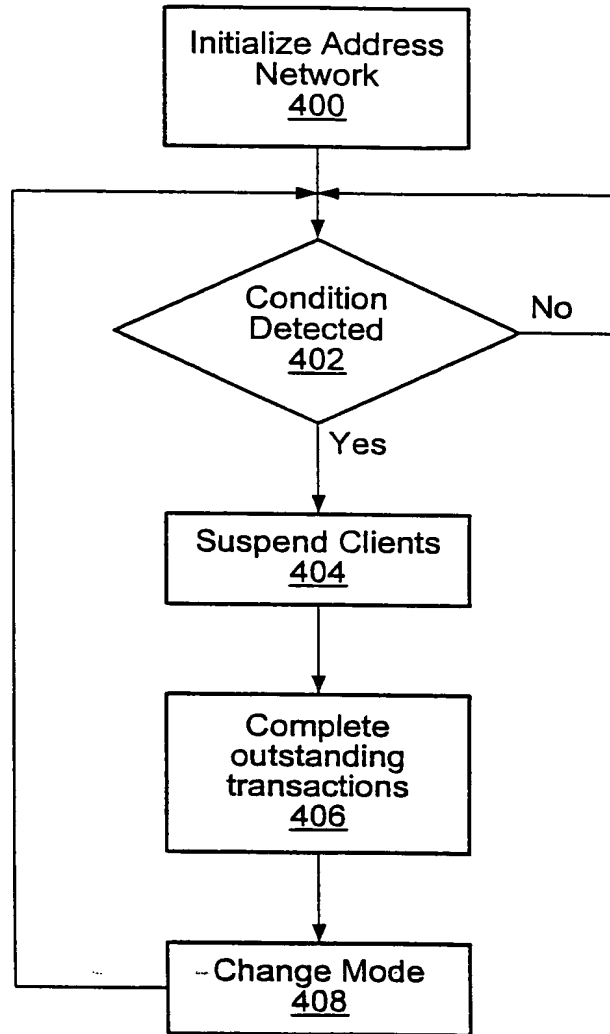 Initialize Address
Network
400
Condition
Detected
402
No
Yes
Suspend Clients
404
Complete
outstanding
transactions
406
Change Mode
408